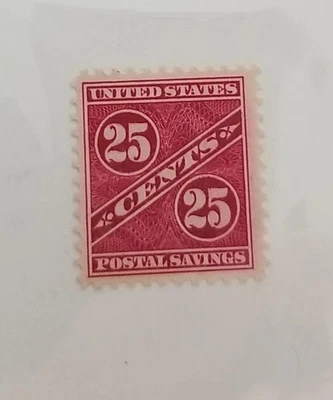 UNITED STATES
25
CENTS
25
POSTAL SAVINGS